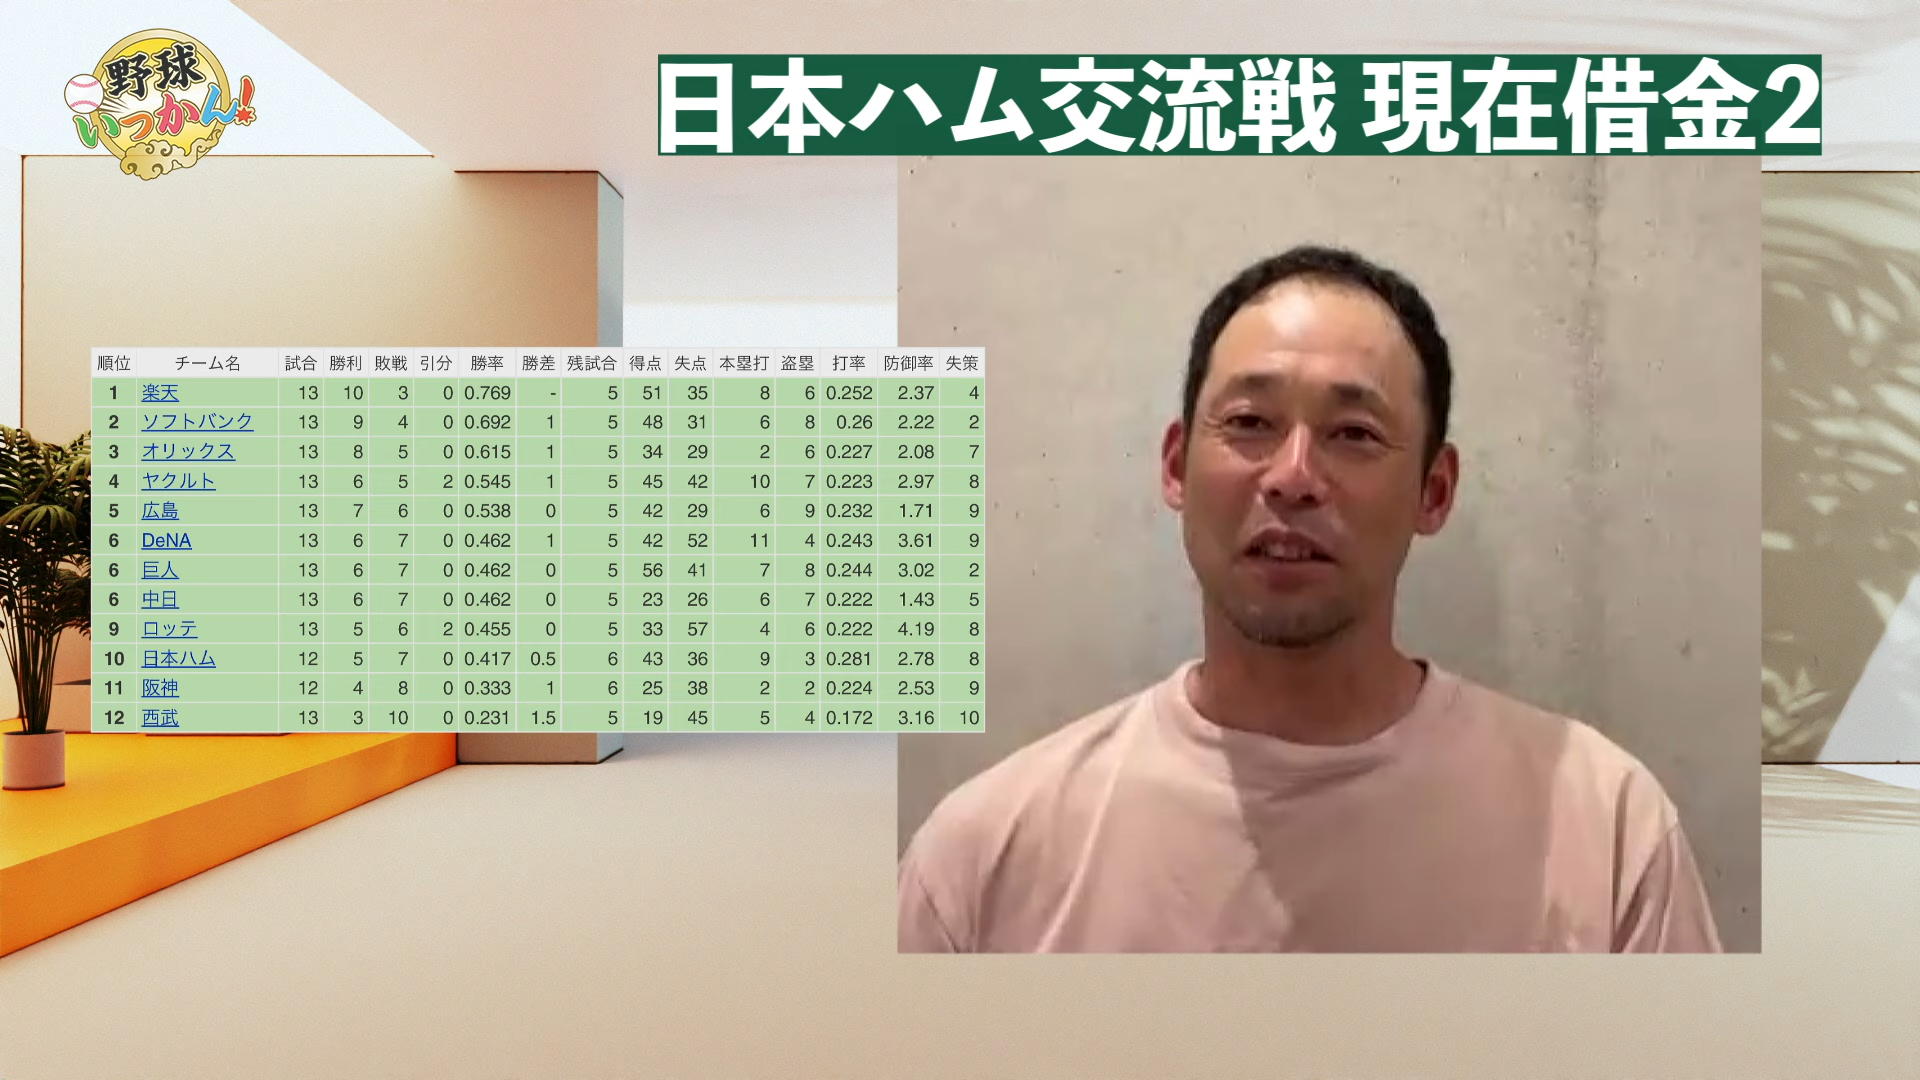 野球
いっかん!
日本ハム交流戦 現在借金2
順位 チーム名 試合 勝利 敗戦 引分 勝率 勝差 残試合 得点 失点 本塁打 盗塁 打率 防御率 失策
1 楽天 13 10 3 0 0.769 - 5 51 35 8 6 0.252 2.37 4
2 ソフトバンク 13 9 4 0 0.692 1 5 48 31 6 8 0.26 2.22 2
3 オリックス 13 8 5 0 0.615 1 5 34 29 2 6 0.227 2.08 7
4 ヤクルト 13 6 5 2 0.545 1 5 45 42 10 7 0.223 2.97 8
5 広島 13 7 6 0 0.538 0 5 42 29 6 9 0.232 1.71 9
6 DeNA 13 6 7 0 0.462 1 5 42 52 11 4 0.243 3.61 9
6 巨人 13 6 7 0 0.462 0 5 56 41 7 8 0.244 3.02 2
6 中日 13 6 7 0 0.462 0 5 23 26 6 7 0.222 1.43 5
9 ロッテ 13 5 6 2 0.455 0 5 33 57 4 6 0.222 4.19 8
10 日本ハム 12 5 7 0 0.417 0.5 6 43 36 9 3 0.281 2.78 8
11 阪神 12 4 8 0 0.333 1 6 25 38 2 2 0.224 2.53 9
12 西武 13 3 10 0 0.231 1.5 5 19 45 5 4 0.172 3.16 10